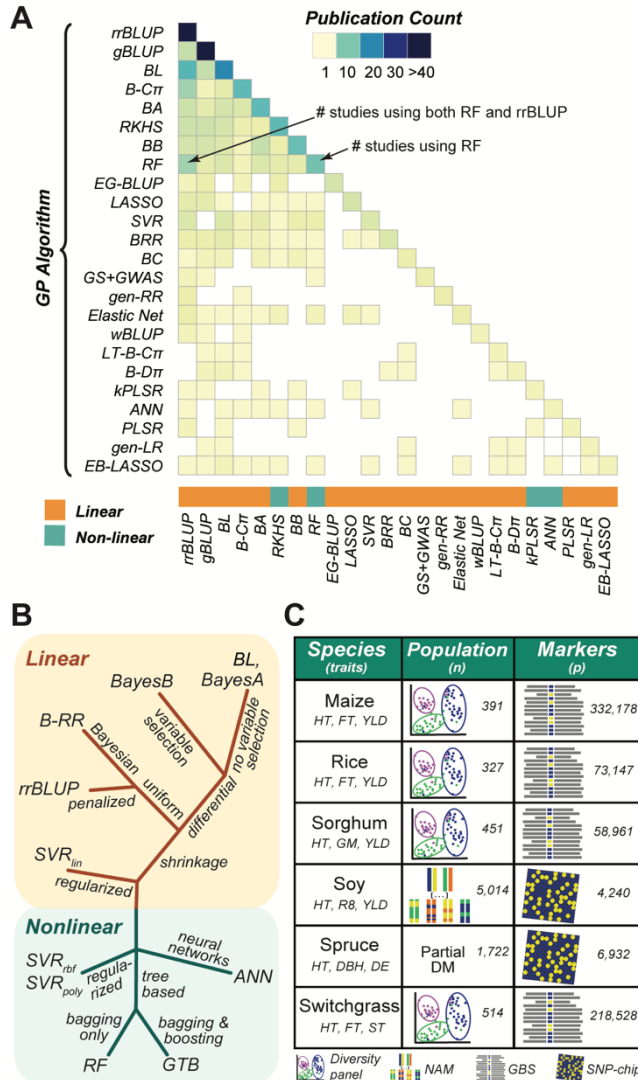 A
Publication Count
1 10 20 30 >40
GP Algorithm
rrBLUP
gBLUP
BL
B-Cπ
BA
RKHS
BB
RF
EG-BLUP
LASSO
SVR
BRR
BC
GS+GWAS
gen-RR
Elastic Net
wBLUP
LT-B-Cπ
B-Dπ
kPLSR
ANN
PLSR
gen-LR
EB-LASSO
# studies using both RF and rrBLUP
# studies using RF
Linear
Non-linear
rrBLUP
gBLUP
BL
B-Cπ
BA
RKHS
BB
RF
EG-BLUP
LASSO
SVR
BRR
BC
GS+GWAS
gen-RR
Elastic Net
wBLUP
LT-B-Cπ
B-Dπ
kPLSR
ANN
PLSR
gen-LR
EB-LASSO
B
Linear
BayesB
BL,
BayesA
B-RR
rrBLUP
SVRlin
variable
selection
no variable
selection
Bayesian
uniform
differential
penalized
shrinkage
regularized
Nonlinear
SVRrbf
SVRpoly
regula-
rized
tree
based
neural
networks
ANN
bagging
only
bagging &
boosting
RF
GTB
C
Species
(traits)
Population
(n)
Markers
(p)
Maize
HT, FT, YLD
391
332,178
Rice
HT, FT, YLD
327
73,147
Sorghum
HT, GM, YLD
451
58,961
Soy
HT, R8, YLD
[...]
5,014
4,240
Spruce
HT, DBH, DE
Partial
DM
1,722
6,932
Switchgrass
HT, FT, ST
514
218,528
Diversity
panel
NAM
GBS
SNP-chip